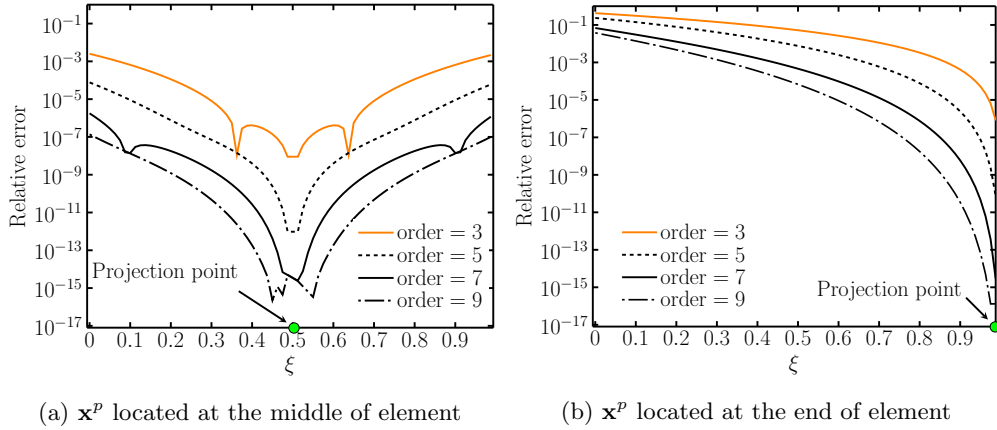 10^{-1}
10^{-3}
10^{-5}
10^{-7}
10^{-9}
10^{-11}
10^{-13}
10^{-15}
10^{-17}
Relative error
order = 3
order = 5
order = 7
order = 9
Projection point
0 0.1 0.2 0.3 0.4 0.5 0.6 0.7 0.8 0.9
ξ
(a) x^p located at the middle of element
10^{-1}
10^{-3}
10^{-5}
10^{-7}
10^{-9}
10^{-11}
10^{-13}
10^{-15}
10^{-17}
Relative error
order = 3
order = 5
order = 7
order = 9
Projection point
0 0.1 0.2 0.3 0.4 0.5 0.6 0.7 0.8 0.9
ξ
(b) x^p located at the end of element